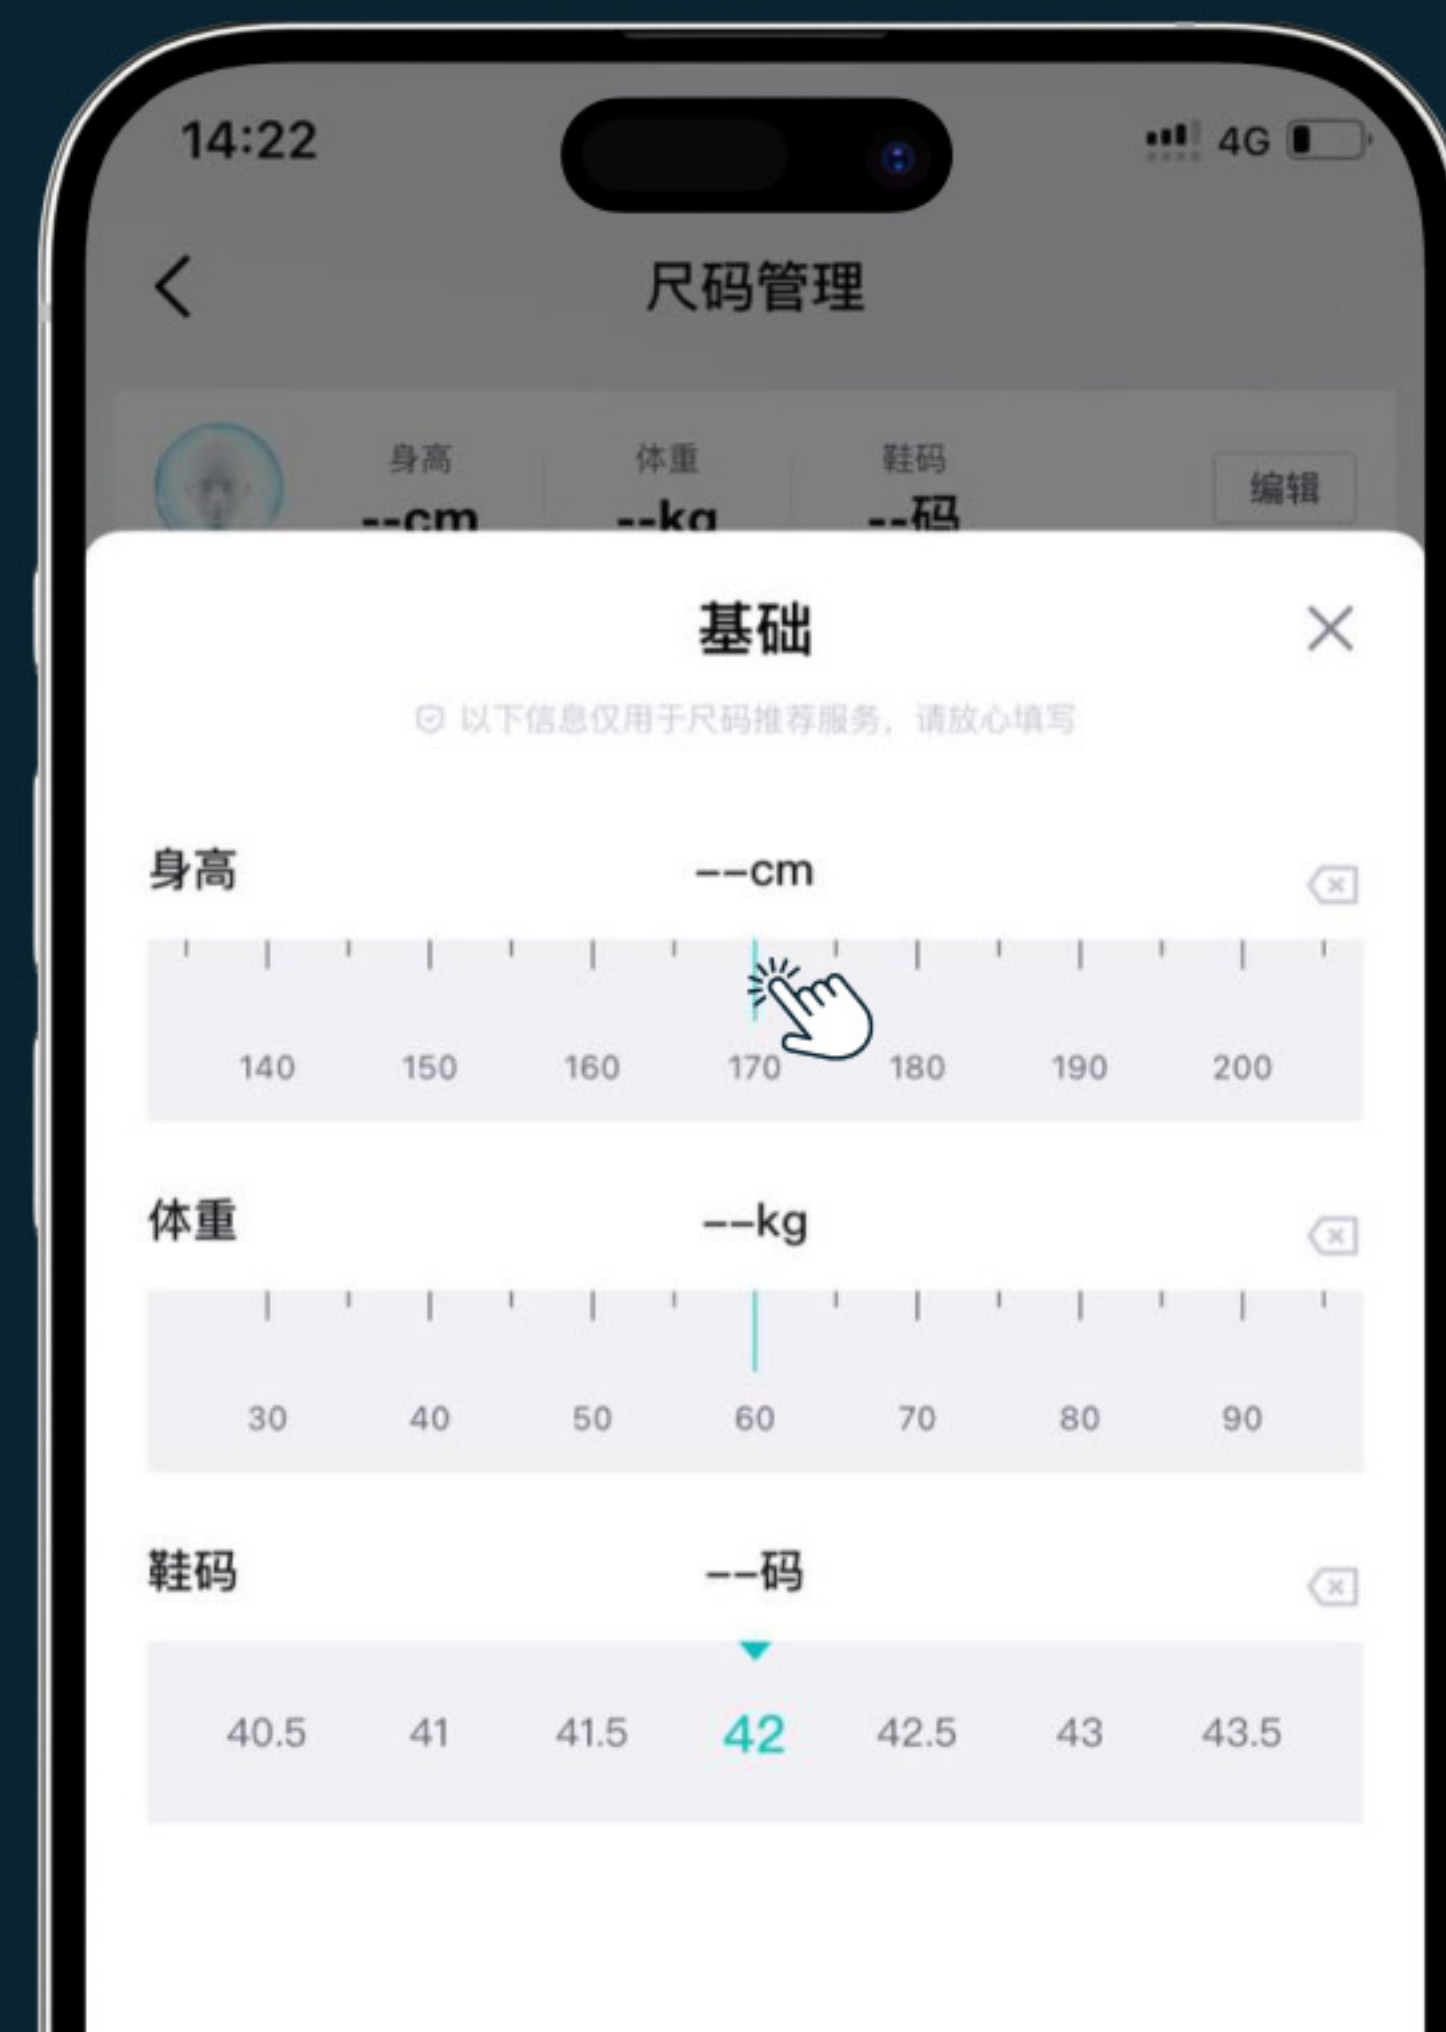 14:22 4G
尺码管理
身高 体重 鞋码 编辑
--cm --kg --码
基础
以下信息仅用于尺码推荐服务，请放心填写
身高 --cm
140 150 160 170 180 190 200
体重 --kg
30 40 50 60 70 80 90
鞋码 --码
40.5 41 41.5 42 42.5 43 43.5